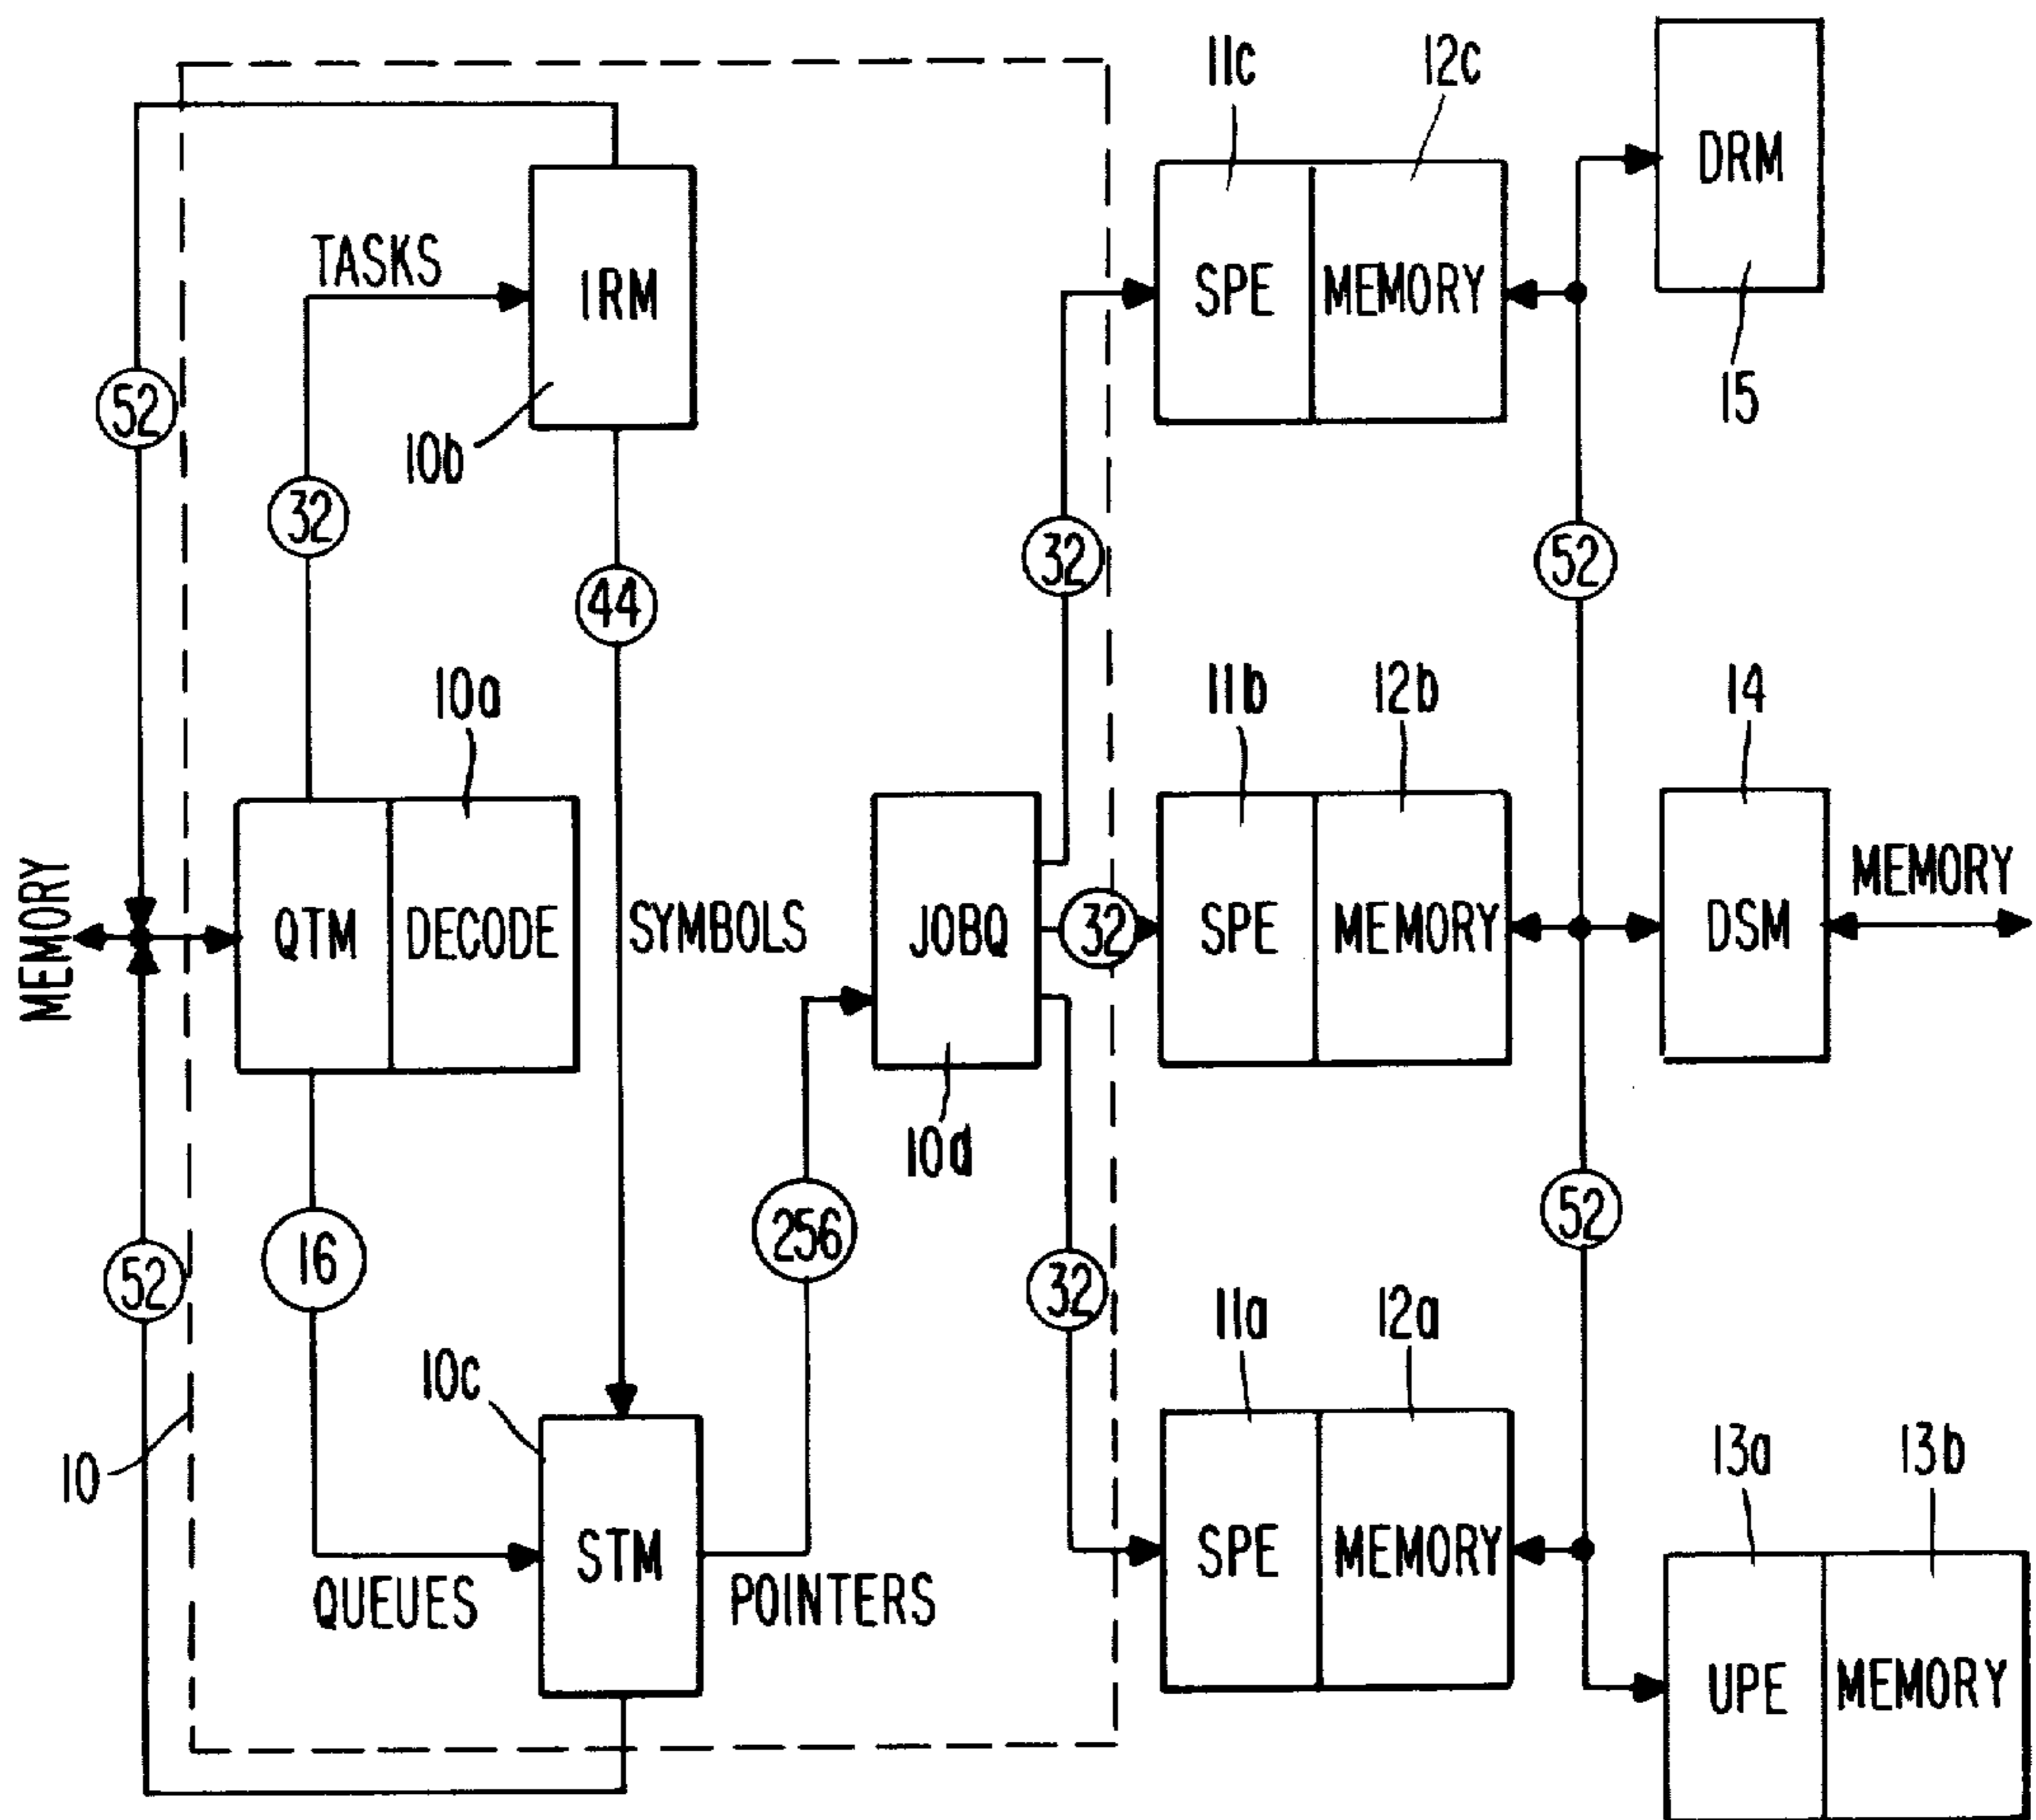 11c
12c
DRM
TASKS
IRM
SPE
MEMORY
15
52
10b
32
32
52
44
10a
11b
12b
14
MEMORY
QTM
DECODE
SYMBOLS
JOBQ
32
SPE
MEMORY
DSM
MEMORY
10d
52
16
256
32
52
10c
11a
12a
10
13a
13b
STM
SPE
MEMORY
QUEUES
POINTERS
UPE
MEMORY